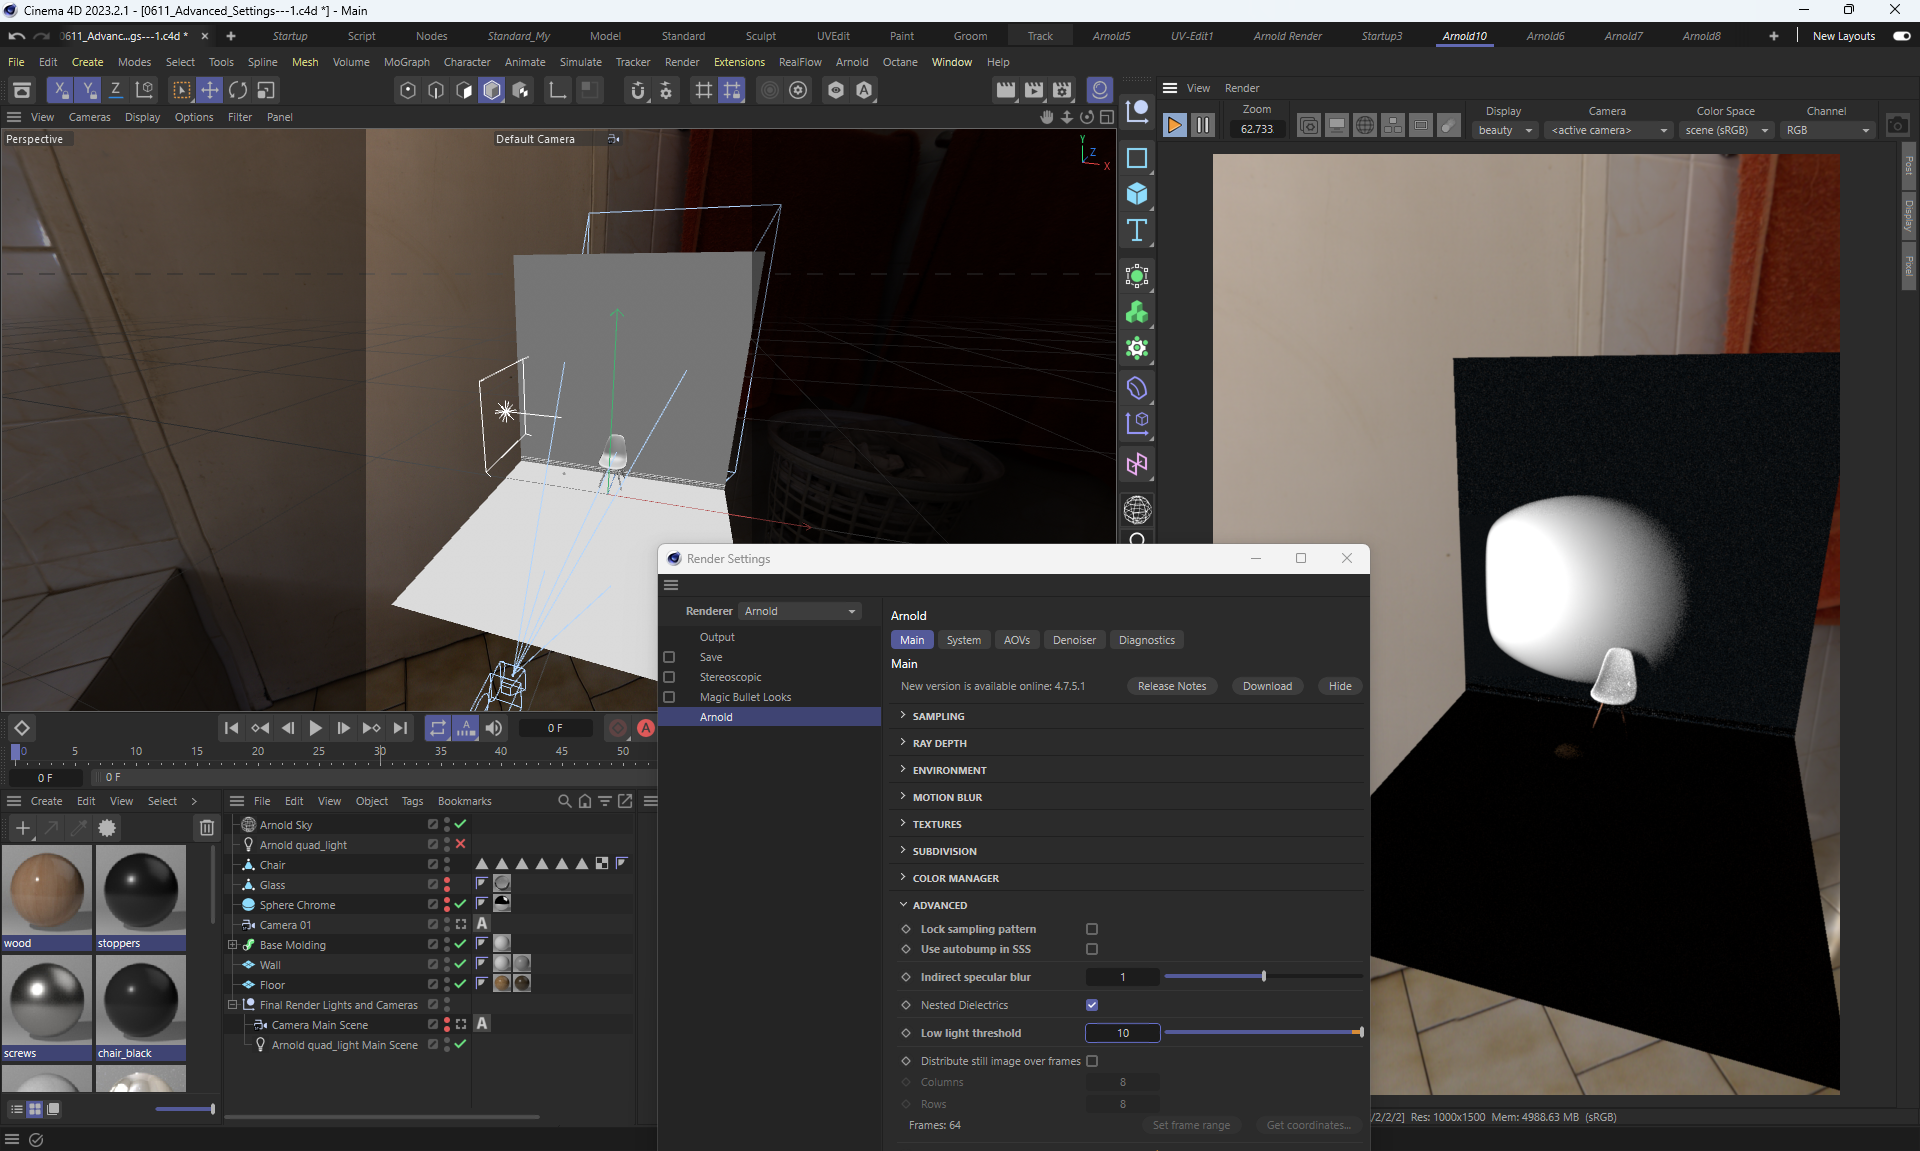 Cinema 4D 2023.2.1 - [0611_Advanced_Settings---1.c4d *] - Main
0611_Advanc...gs---1.c4d *
Startup
Script
Nodes
Standard_My
Model
Standard
Sculpt
UVEdit
Paint
Groom
Track
Arnold5
UV-Edit1
Arnold Render
Startup3
Arnold10
Arnold6
Arnold7
Arnold8
New Layouts
File Edit Create Modes Select Tools Spline Mesh Volume MoGraph Character Animate Simulate Tracker Render Extensions RealFlow Arnold Octane Window Help
View Render
X Y Z
Zoom
Display
Camera
Color Space
Channel
62.733
beauty
<active camera>
scene (sRGB)
RGB
View Cameras Display Options Filter Panel
Perspective
Default Camera
Y
Z
X
Post
Display
Pixel
Render Settings
Renderer
Arnold
Output
Save
Stereoscopic
Magic Bullet Looks
Arnold
Arnold
Main System AOVs Denoiser Diagnostics
Main
New version is available online: 4.7.5.1
Release Notes
Download
Hide
SAMPLING
RAY DEPTH
ENVIRONMENT
MOTION BLUR
TEXTURES
SUBDIVISION
COLOR MANAGER
ADVANCED
Lock sampling pattern
Use autobump in SSS
Indirect specular blur
1
Nested Dielectrics
Low light threshold
10
Distribute still image over frames
Columns
8
Rows
8
Frames: 64
Set frame range
Get coordinates...
0 F
0 5 10 15 20 25 30 35 40 45 50
0 F
0 F
Create Edit View Select
File Edit View Object Tags Bookmarks
wood
stoppers
screws
chair_black
Arnold Sky
Arnold quad_light
Chair
Glass
Sphere Chrome
Camera 01
Base Molding
Wall
Floor
Final Render Lights and Cameras
Camera Main Scene
Arnold quad_light Main Scene
/2/2/2] Res: 1000x1500 Mem: 4988.63 MB (sRGB)